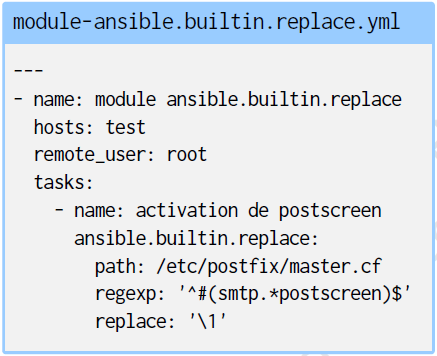 module-ansible.builtin.replace.yml
---
- name: module ansible.builtin.replace
  hosts: test
  remote_user: root
  tasks:
    - name: activation de postscreen
      ansible.builtin.replace:
        path: /etc/postfix/master.cf
        regexp: '^#(smtp.*postscreen)$'
        replace: '\1'